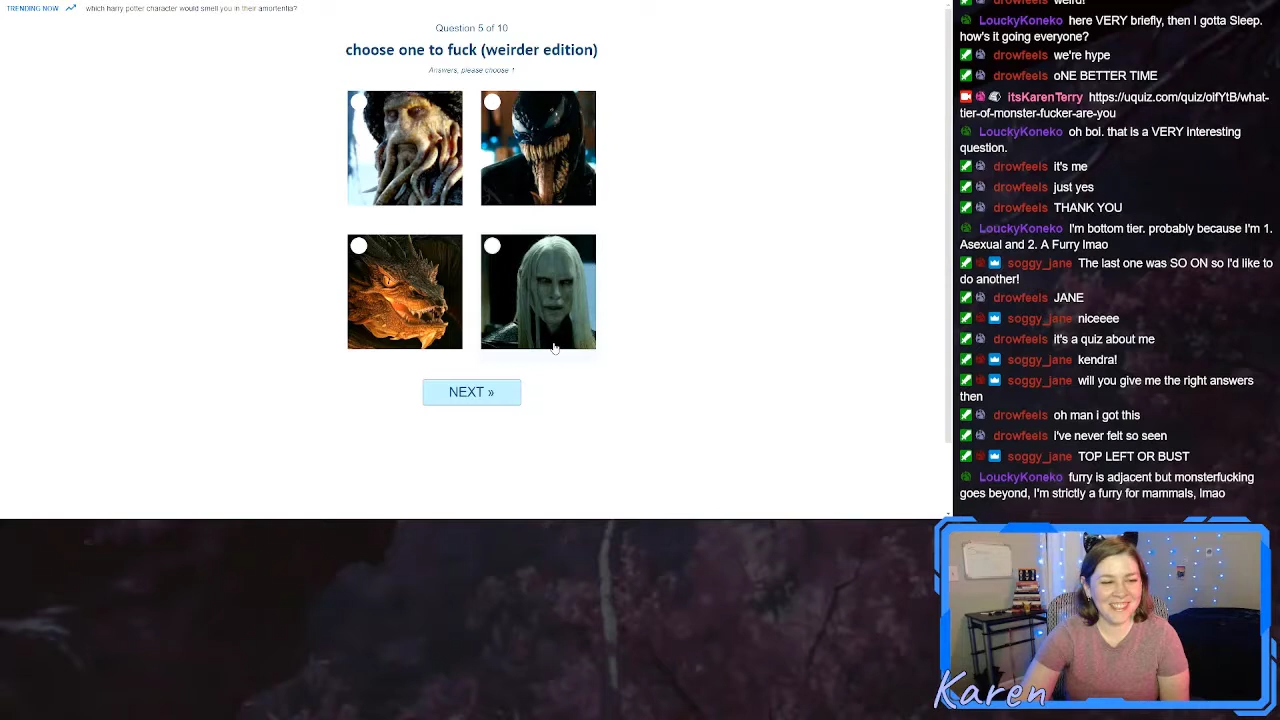 TRENDING NOW which harry potter character would smell you in their amortentia?
Question 5 of 10
choose one to fuck (weirder edition)
Answers, please choose 1
NEXT »
weird!
LouckyKoneko here VERY briefly, then I gotta Sleep.
how's it going everyone?
drowfeels we're hype
drowfeels oNE BETTER TIME
itsKarenTerry https://uquiz.com/quiz/oifYtB/what-
tier-of-monster-fucker-are-you
LouckyKoneko oh boi. that is a VERY interesting
question.
drowfeels it's me
drowfeels just yes
drowfeels THANK YOU
LouckyKoneko I'm bottom tier. probably because I'm 1.
Asexual and 2. A Furry lmao
soggy_jane The last one was SO ON so I'd like to
do another!
drowfeels JANE
soggy_jane niceeee
drowfeels it's a quiz about me
soggy_jane kendra!
soggy_jane will you give me the right answers
then
drowfeels oh man i got this
drowfeels i've never felt so seen
soggy_jane TOP LEFT OR BUST
LouckyKoneko furry is adjacent but monsterfucking
goes beyond, I'm strictly a furry for mammals, lmao
Karen